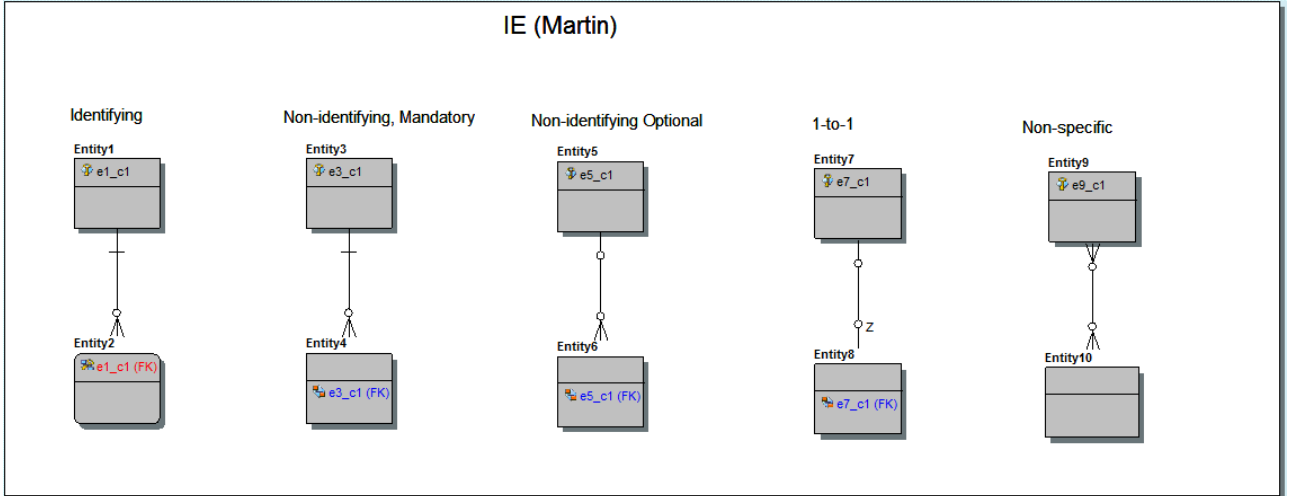 IE (Martin)
Identifying
Non-identifying, Mandatory
Non-identifying Optional
1-to-1
Non-specific
Entity1
e1_c1
Entity3
e3_c1
Entity5
e5_c1
Entity7
e7_c1
Entity9
e9_c1
Z
Entity2
e1_c1 (FK)
Entity4
e3_c1 (FK)
Entity6
e5_c1 (FK)
Entity8
e7_c1 (FK)
Entity10